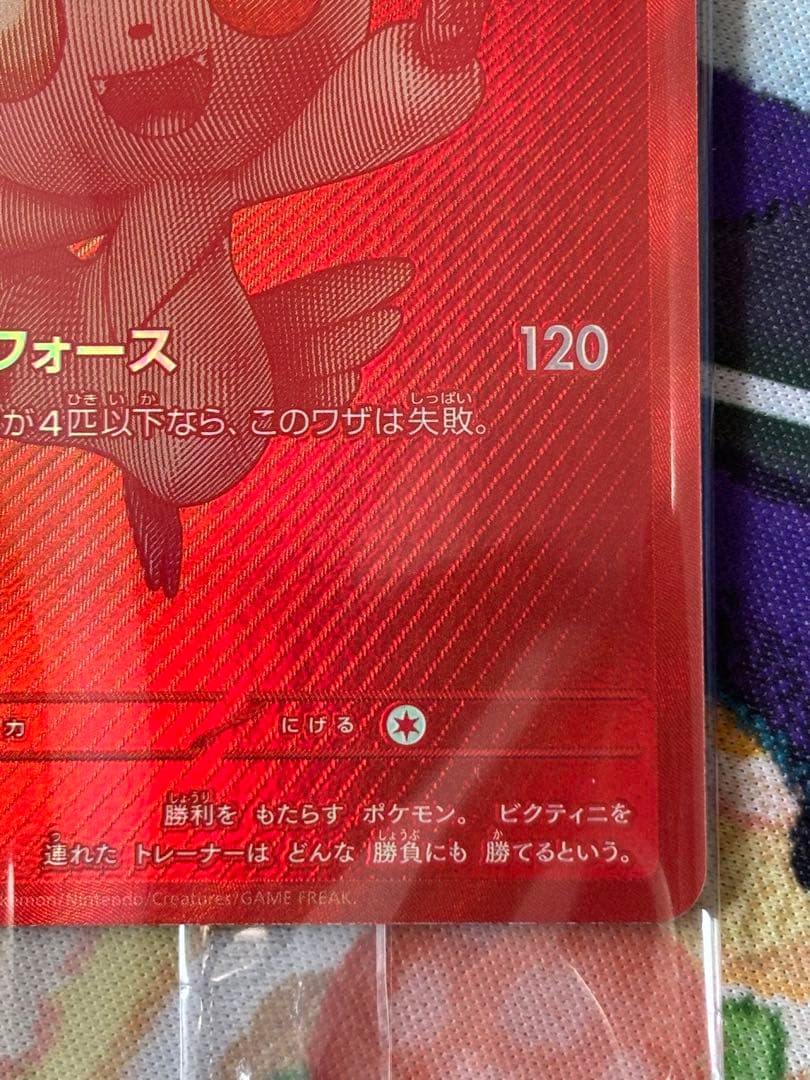 フォース 120
が4匹以下なら、このワザは失敗。
カ にげる
勝利を もたらす ポケモン。 ビクティニを
連れた トレーナーは どんな 勝負にも 勝てるという。
/Nintendo/Creatures/GAME FREAK.